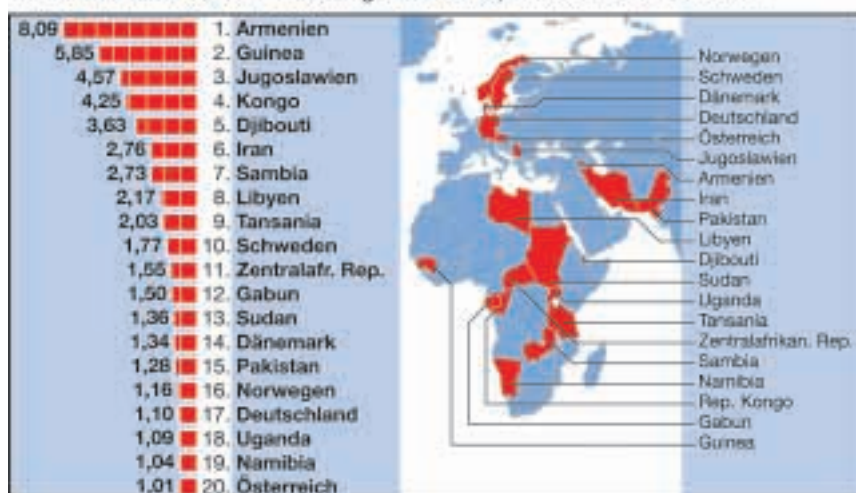 8,09 1. Armenien
5,85 2. Guinea
4,57 3. Jugoslawien
4,25 4. Kongo
3,63 5. Djibouti
2,76 6. Iran
2,73 7. Sambia
2,17 8. Libyen
2,03 9. Tansania
1,77 10. Schweden
1,55 11. Zentralafr. Rep.
1,50 12. Gabun
1,36 13. Sudan
1,34 14. Dänemark
1,28 15. Pakistan
1,16 16. Norwegen
1,10 17. Deutschland
1,09 18. Uganda
1,04 19. Namibia
1,01 20. Österreich
Norwegen
Schweden
Dänemark
Deutschland
Österreich
Jugoslawien
Armenien
Iran
Pakistan
Libyen
Djibouti
Sudan
Uganda
Tansania
Zentralafrikan. Rep.
Sambia
Namibia
Rep. Kongo
Gabun
Guinea